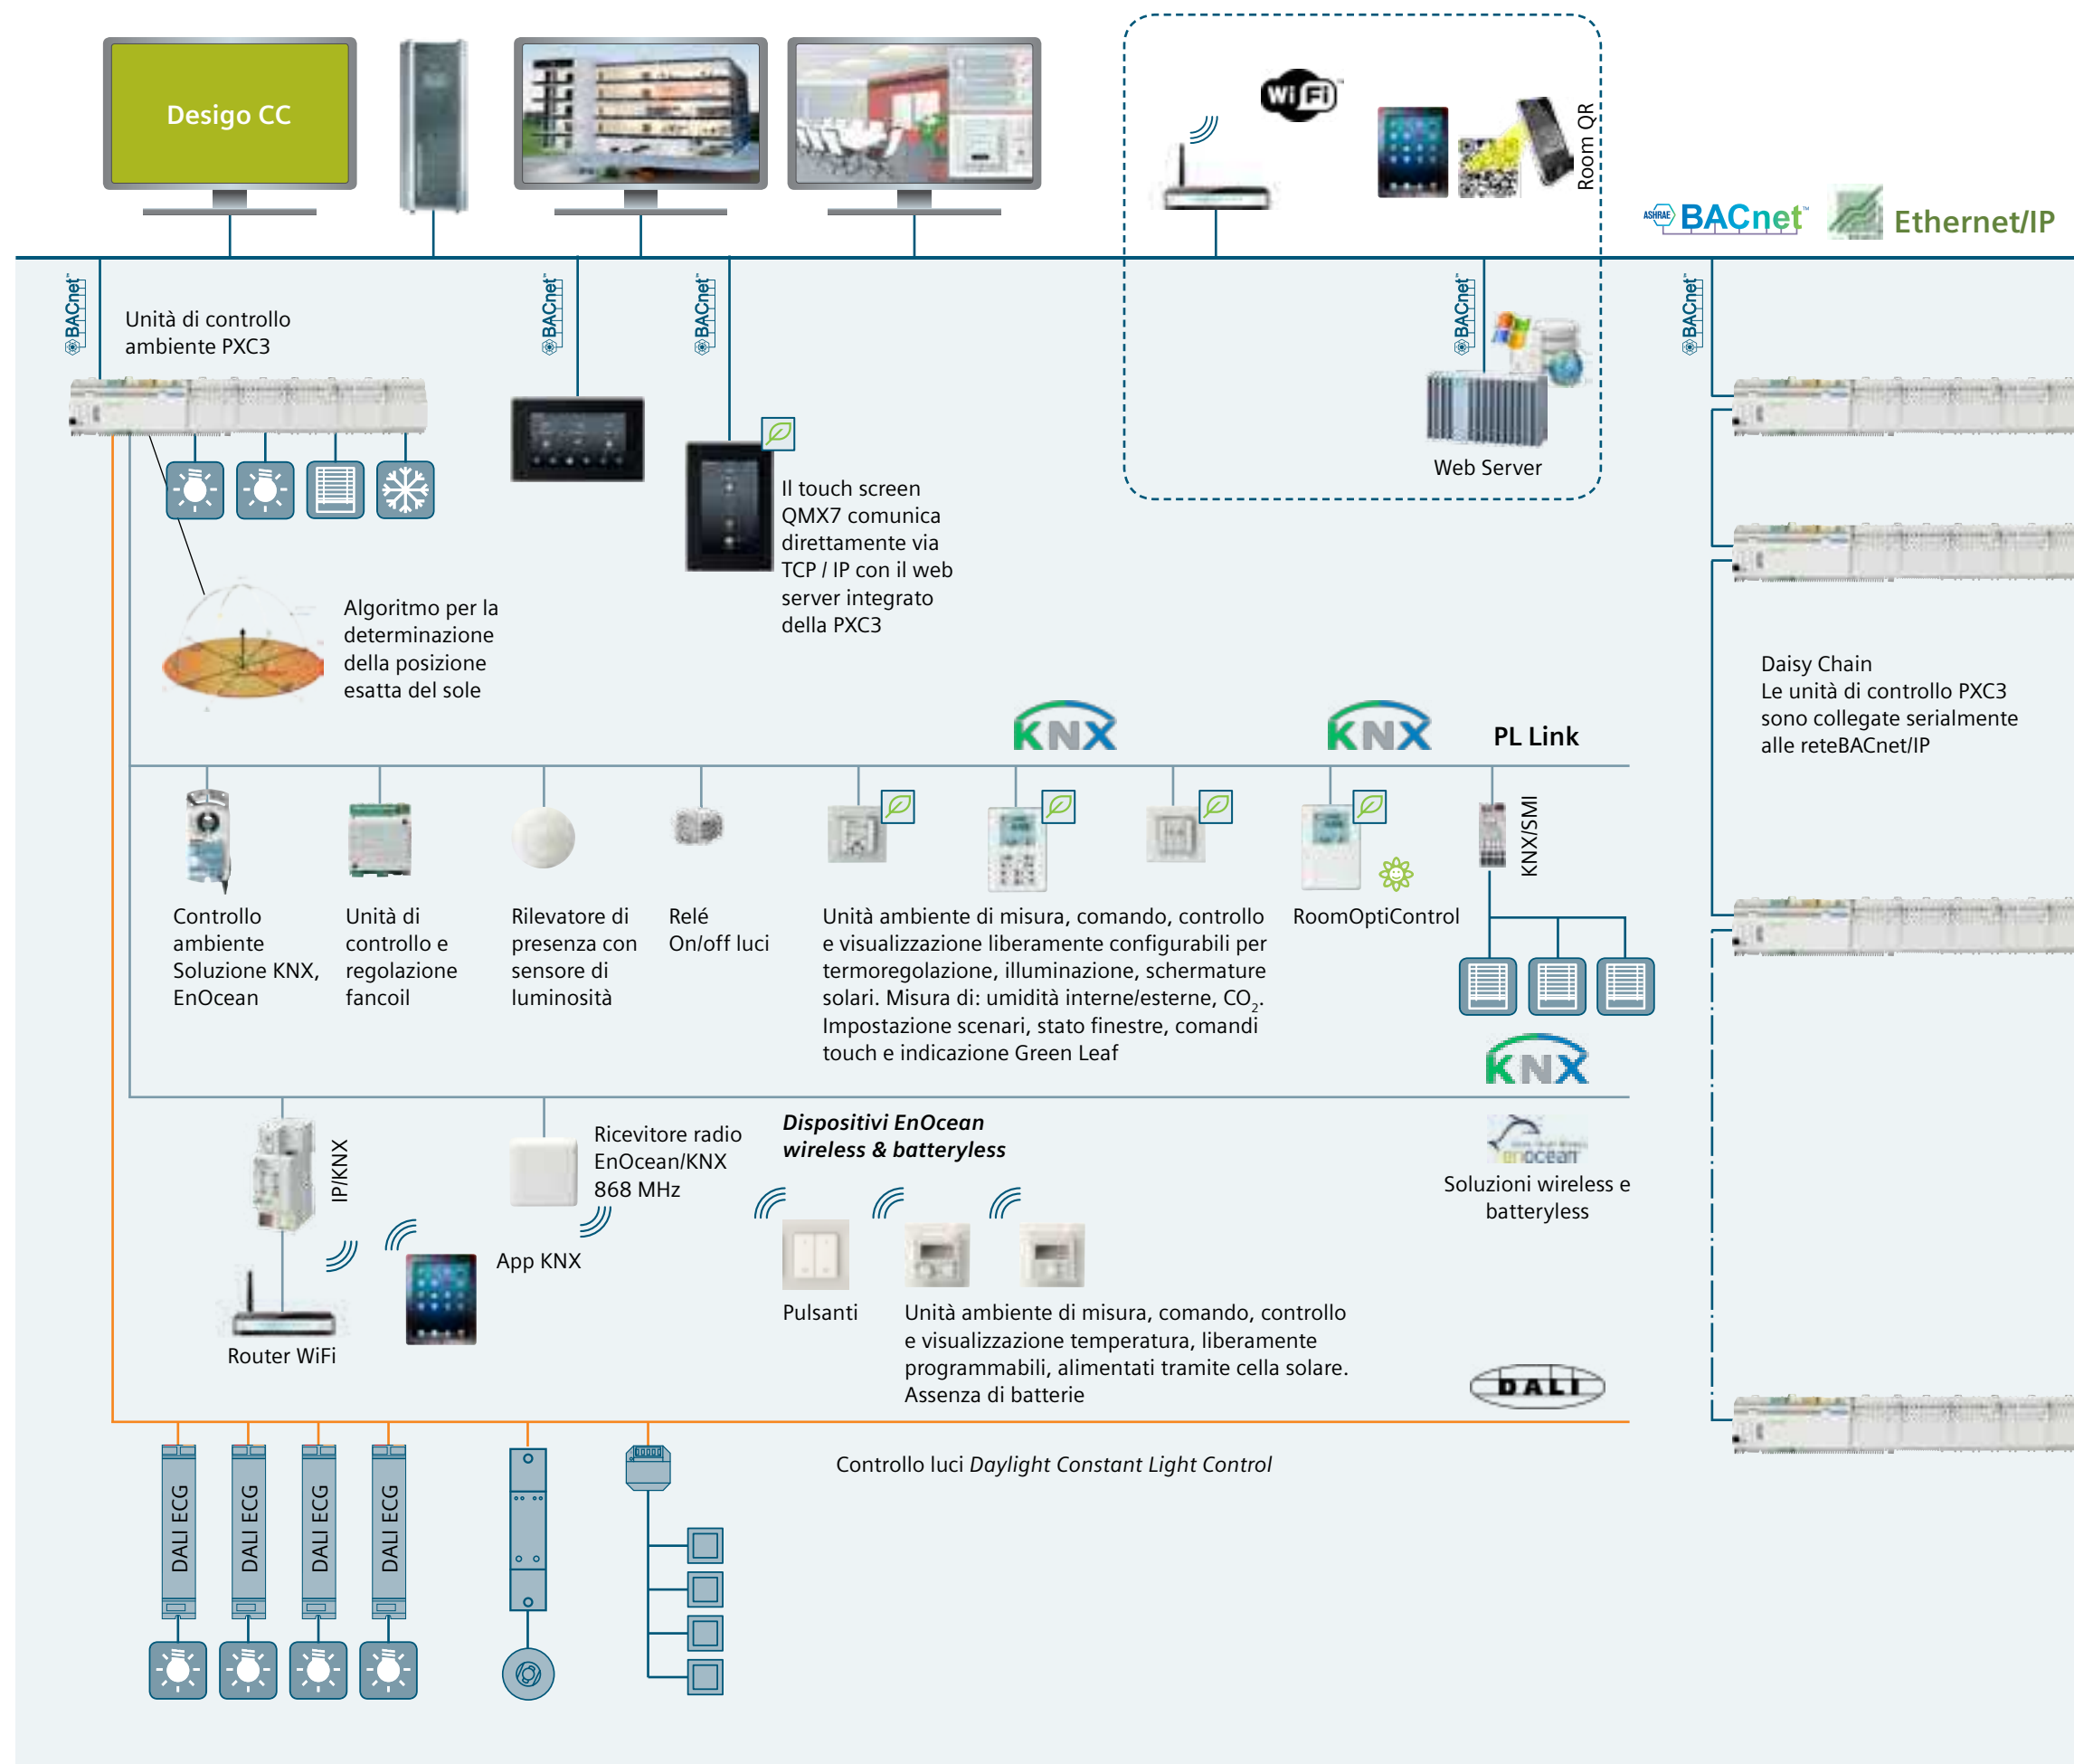 Desigo CC
WiFi
Room QR
ASHRAE BACnet™
Ethernet/IP
BACnet™
BACnet™
BACnet™
BACnet™
BACnet™
Unità di controllo
ambiente PXC3
Web Server
Il touch screen
QMX7 comunica
direttamente via
TCP / IP con il web
server integrato
della PXC3
Algoritmo per la
determinazione
della posizione
esatta del sole
Daisy Chain
Le unità di controllo PXC3
sono collegate serialmente
alle reteBACnet/IP
KNX
KNX
PL Link
KNX/SMI
Controllo
ambiente
Soluzione KNX,
EnOcean
Unità di
controllo e
regolazione
fancoil
Rilevatore di
presenza con
sensore di
luminosità
Relé
On/off luci
Unità ambiente di misura, comando, controllo
e visualizzazione liberamente configurabili per
termoregolazione, illuminazione, schermature
solari. Misura di: umidità interne/esterne, CO₂.
Impostazione scenari, stato finestre, comandi
touch e indicazione Green Leaf
RoomOptiControl
KNX
IP/KNX
Ricevitore radio
EnOcean/KNX
868 MHz
Dispositivi EnOcean
wireless & batteryless
enocean
Soluzioni wireless e
batteryless
App KNX
Router WiFi
Pulsanti
Unità ambiente di misura, comando, controllo
e visualizzazione temperatura, liberamente
programmabili, alimentati tramite cella solare.
Assenza di batterie
DALI
Controllo luci Daylight Constant Light Control
DALI ECG
DALI ECG
DALI ECG
DALI ECG